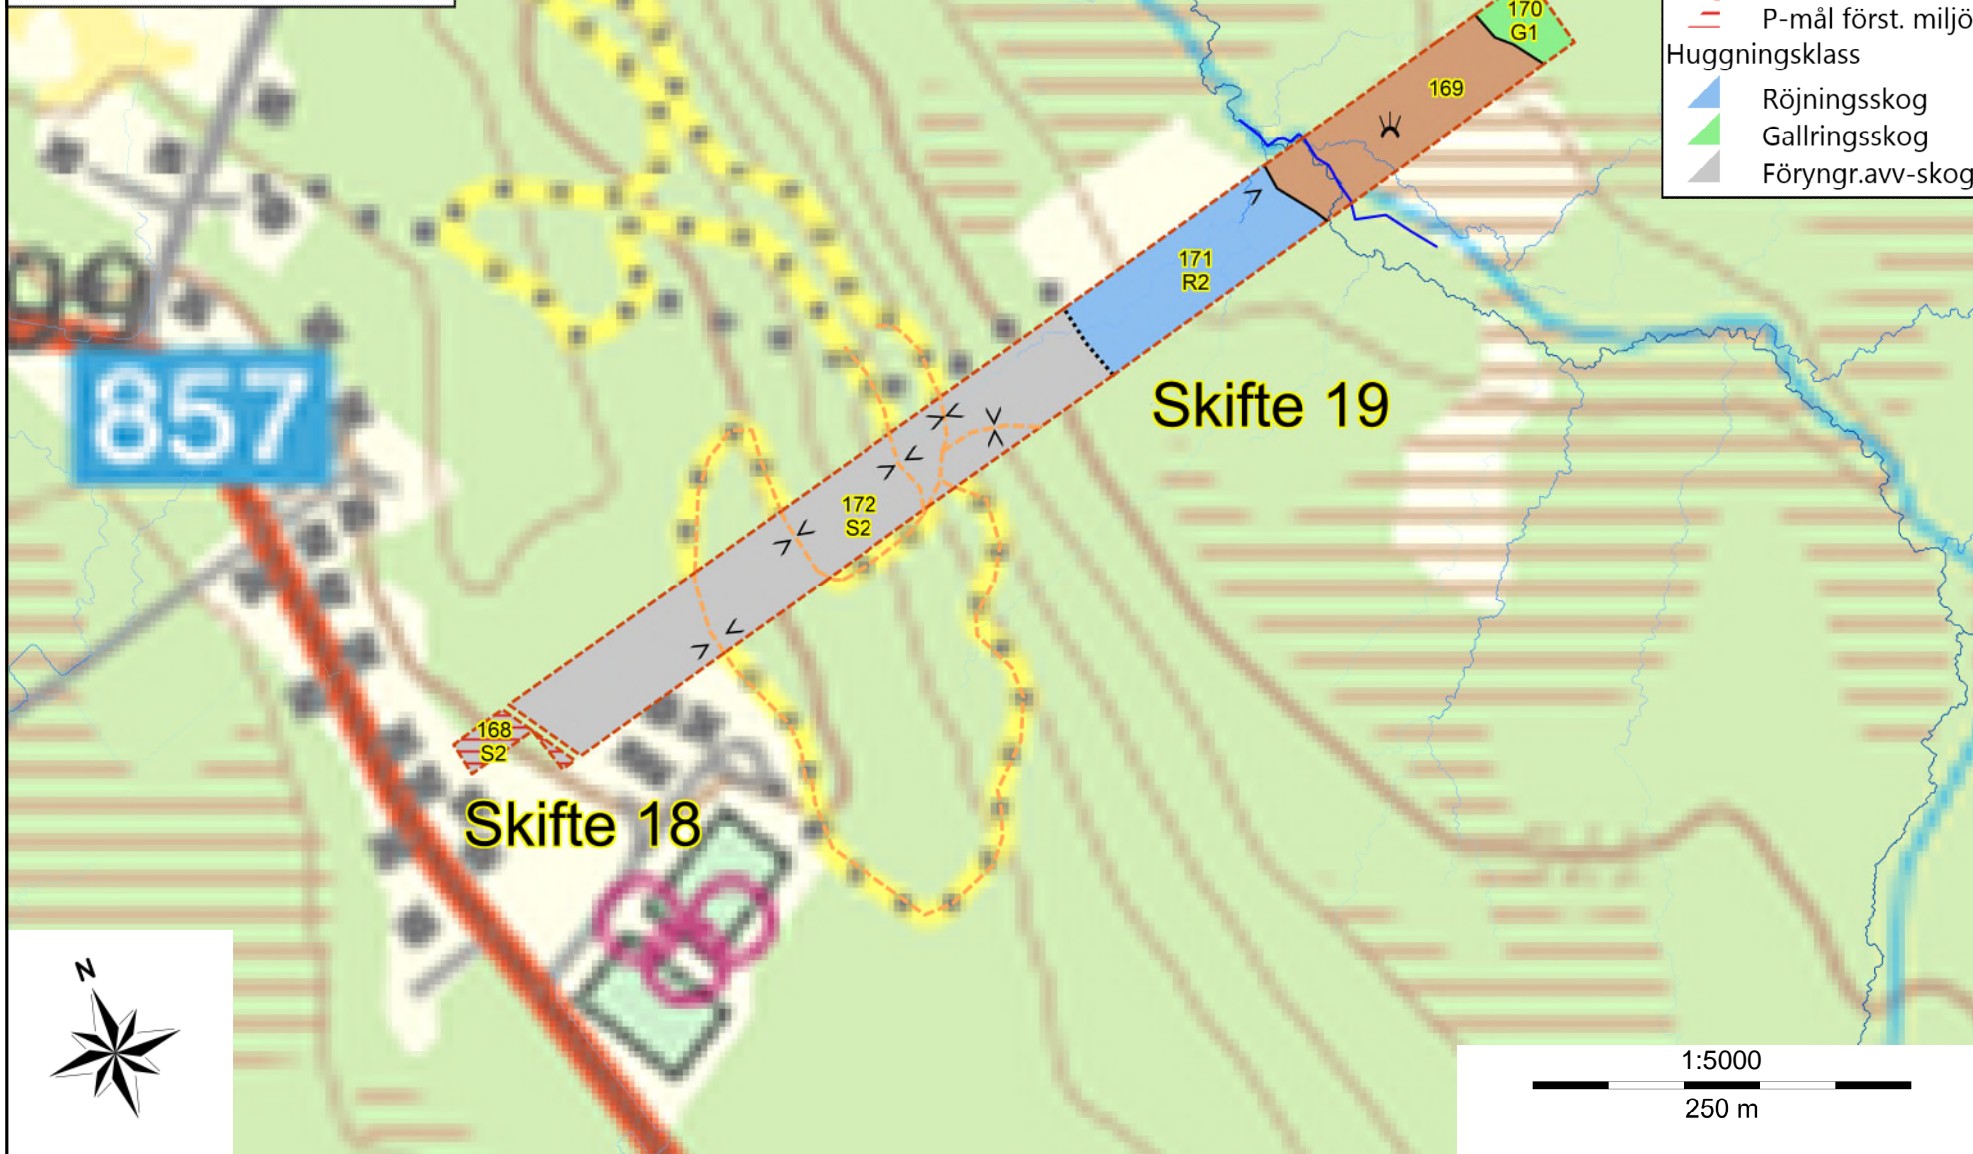 170
G1
P-mål först. miljö
Huggningsklass
169
Röjningsskog
Gallringsskog
Föryngr.avv-skog
99
171
R2
857
Skifte 19
172
S2
168
S2
Skifte 18
N
1:5000
250 m